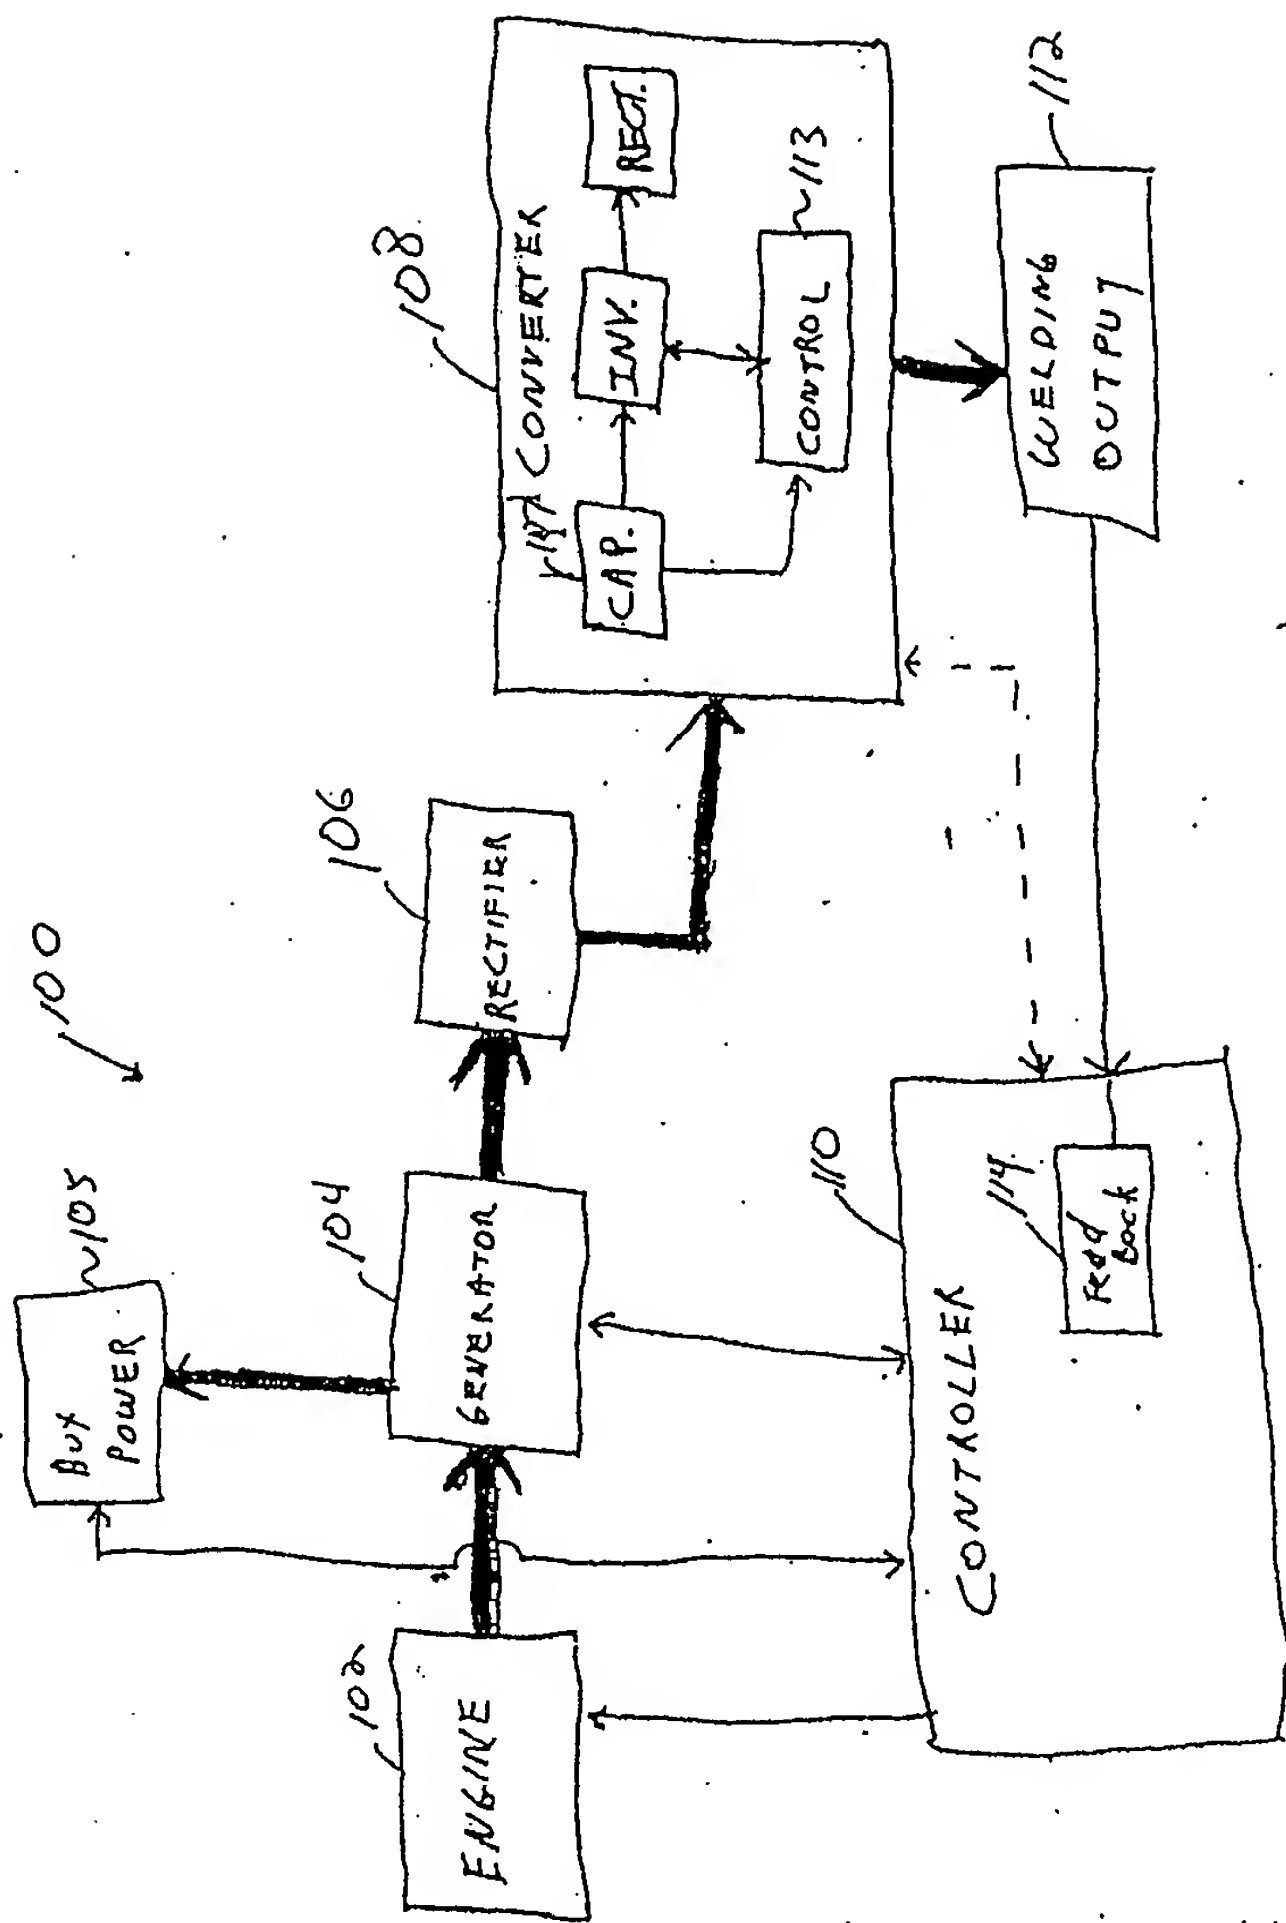 100
AUX
POWER
105
102
ENGINE
104
GENERATOR
106
RECTIFIER
108
CONVERTER
107
CAP.
INV.
RECT.
CONTROL
113
110
CONTROLLER
114
Feed
Back
WELDING
OUTPUT
112